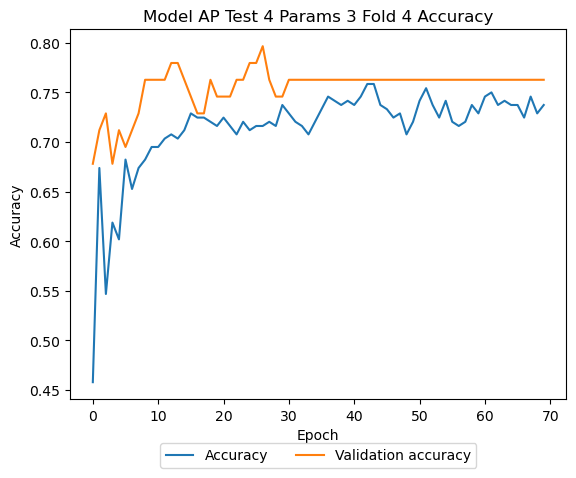 Model AP Test 4 Params 3 Fold 4 Accuracy
0.80
0.75
0.70
0.65
0.60
0.55
0.50
0.45
Accuracy
0 10 20 30 40 50 60 70
Epoch
Accuracy Validation accuracy